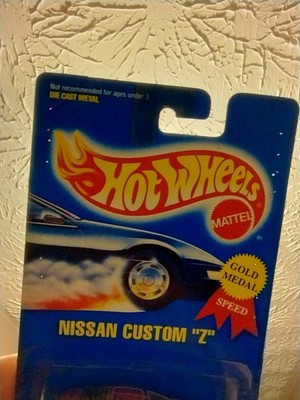 Not recommended for ages under 3
DIE CAST METAL
HOT WHEELS
MATTEL
GOLD
MEDAL
SPEED
NISSAN CUSTOM "Z"